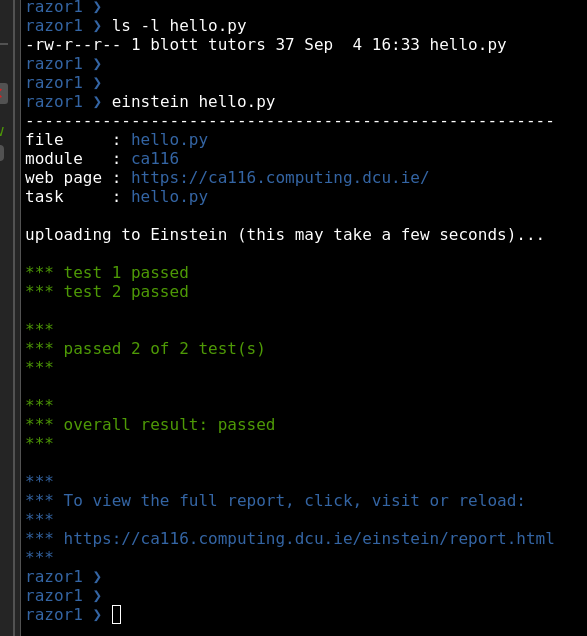 razor1 ❯
razor1 ❯ ls -l hello.py
-rw-r--r-- 1 blott tutors 37 Sep  4 16:33 hello.py
razor1 ❯
razor1 ❯
razor1 ❯ einstein hello.py
-------------------------------------------------------
file     : hello.py
module   : ca116
web page : https://ca116.computing.dcu.ie/
task     : hello.py
uploading to Einstein (this may take a few seconds)...
*** test 1 passed
*** test 2 passed
***
*** passed 2 of 2 test(s)
***
***
*** overall result: passed
***
***
*** To view the full report, click, visit or reload:
***
*** https://ca116.computing.dcu.ie/einstein/report.html
***
razor1 ❯
razor1 ❯
razor1 ❯